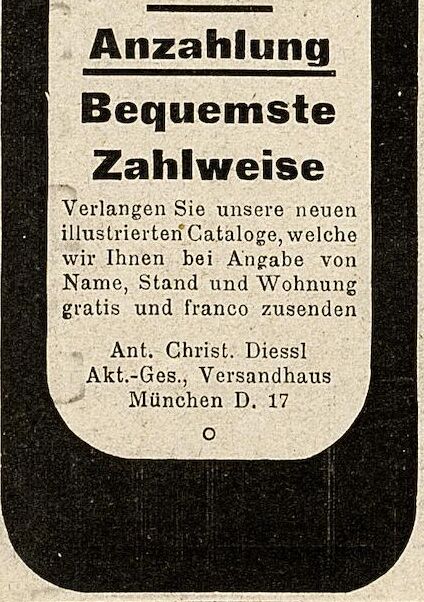 Anzahlung
Bequemste
Zahlweise
Verlangen Sie unsere neuen
illustrierten Cataloge, welche
wir Ihnen bei Angabe von
Name, Stand und Wohnung
gratis und franco zusenden
Ant. Christ. Diessl
Akt.-Ges., Versandhaus
München D. 17